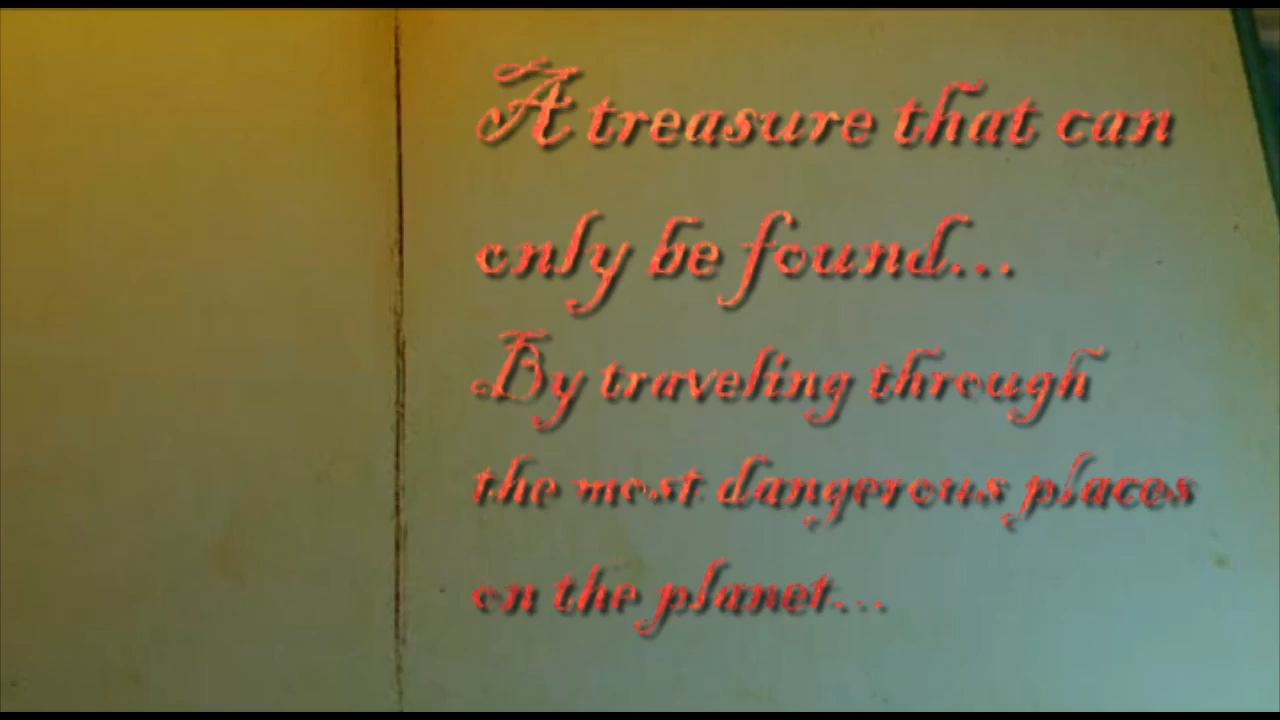 A treasure that can
only be found...
By traveling through
the most dangerous places
on the planet...